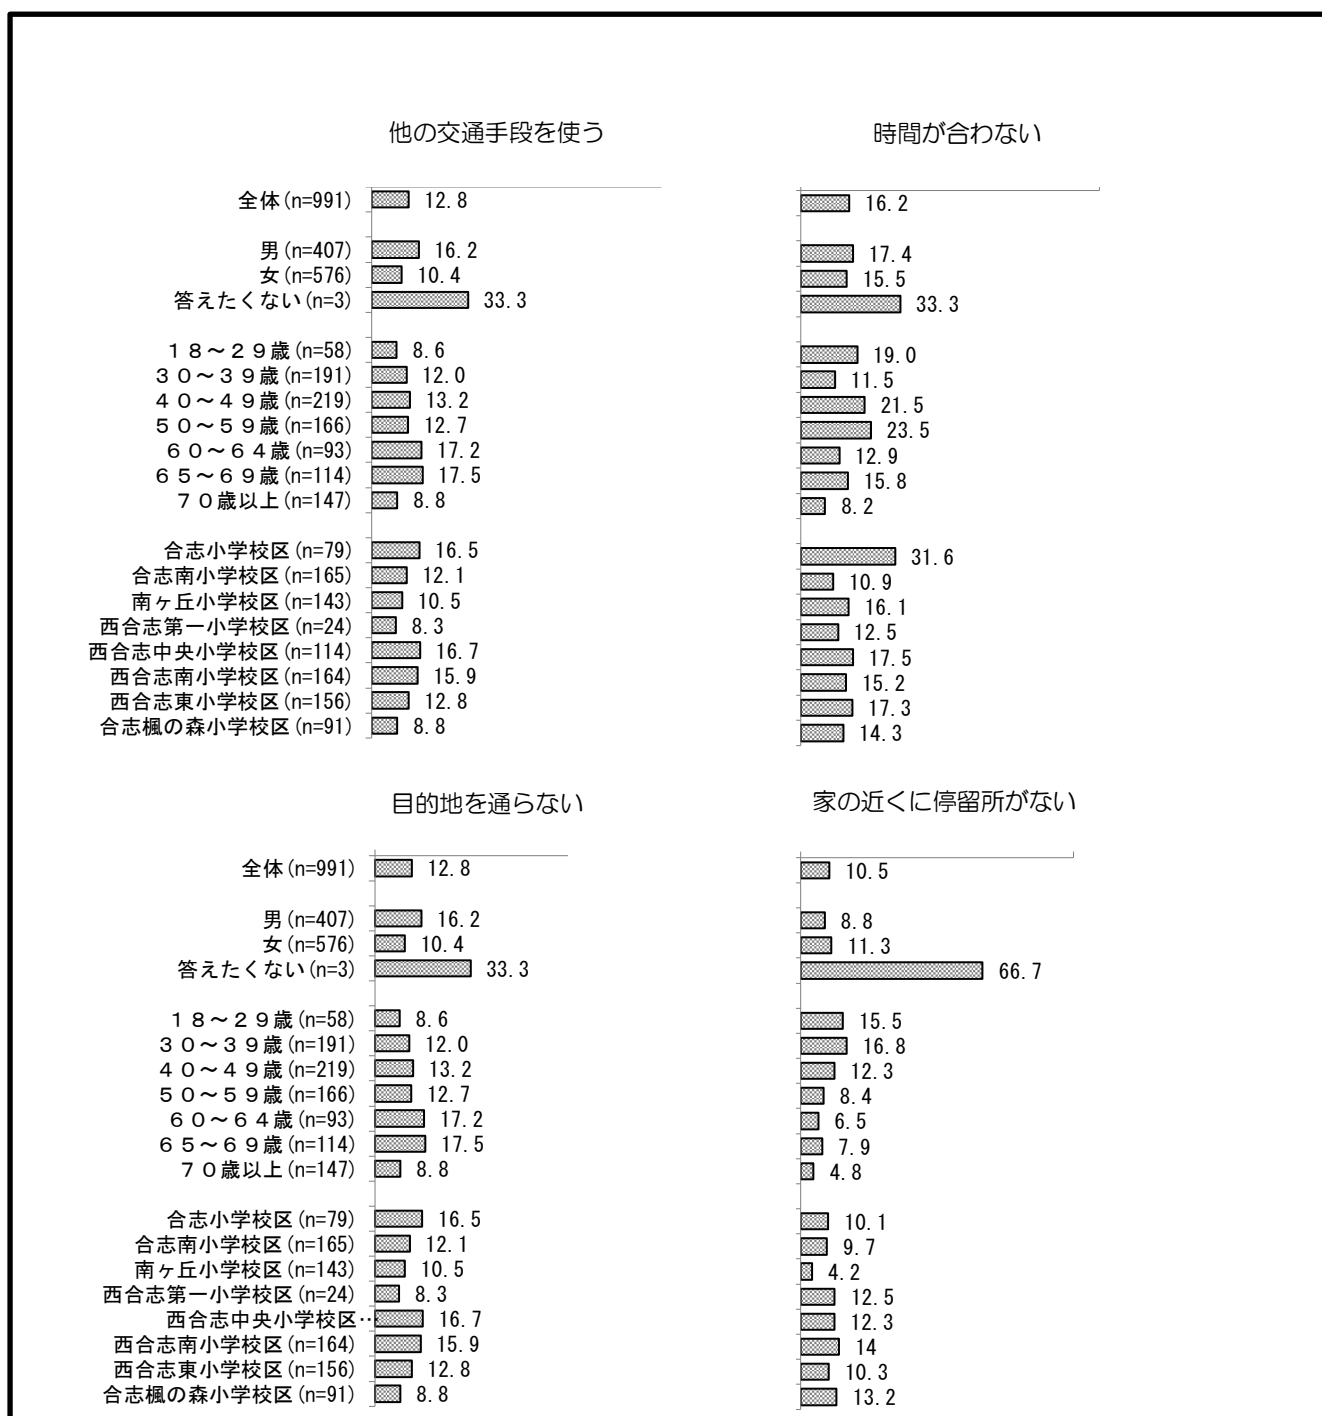 他の交通手段を使う 時間が合わない
全体(n=991) 12.8 16.2
男(n=407) 16.2 17.4
女(n=576) 10.4 15.5
答えたくない(n=3) 33.3 33.3
１８～２９歳(n=58) 8.6 19.0
３０～３９歳(n=191) 12.0 11.5
４０～４９歳(n=219) 13.2 21.5
５０～５９歳(n=166) 12.7 23.5
６０～６４歳(n=93) 17.2 12.9
６５～６９歳(n=114) 17.5 15.8
７０歳以上(n=147) 8.8 8.2
合志小学校区(n=79) 16.5 31.6
合志南小学校区(n=165) 12.1 10.9
南ヶ丘小学校区(n=143) 10.5 16.1
西合志第一小学校区(n=24) 8.3 12.5
西合志中央小学校区(n=114) 16.7 17.5
西合志南小学校区(n=164) 15.9 15.2
西合志東小学校区(n=156) 12.8 17.3
合志楓の森小学校区(n=91) 8.8 14.3
目的地を通らない 家の近くに停留所がない
全体(n=991) 12.8 10.5
男(n=407) 16.2 8.8
女(n=576) 10.4 11.3
答えたくない(n=3) 33.3 66.7
１８～２９歳(n=58) 8.6 15.5
３０～３９歳(n=191) 12.0 16.8
４０～４９歳(n=219) 13.2 12.3
５０～５９歳(n=166) 12.7 8.4
６０～６４歳(n=93) 17.2 6.5
６５～６９歳(n=114) 17.5 7.9
７０歳以上(n=147) 8.8 4.8
合志小学校区(n=79) 16.5 10.1
合志南小学校区(n=165) 12.1 9.7
南ヶ丘小学校区(n=143) 10.5 4.2
西合志第一小学校区(n=24) 8.3 12.5
西合志中央小学校区… 16.7 12.3
西合志南小学校区(n=164) 15.9 14
西合志東小学校区(n=156) 12.8 10.3
合志楓の森小学校区(n=91) 8.8 13.2